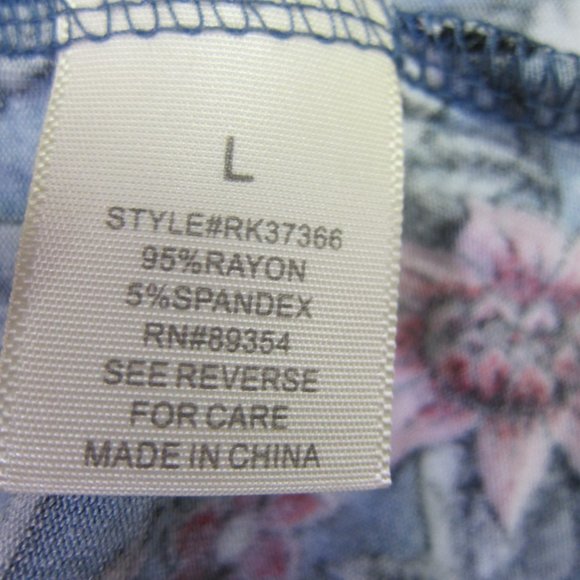 L
STYLE#RK37366
95%RAYON
5%SPANDEX
RN#89354
SEE REVERSE
FOR CARE
MADE IN CHINA